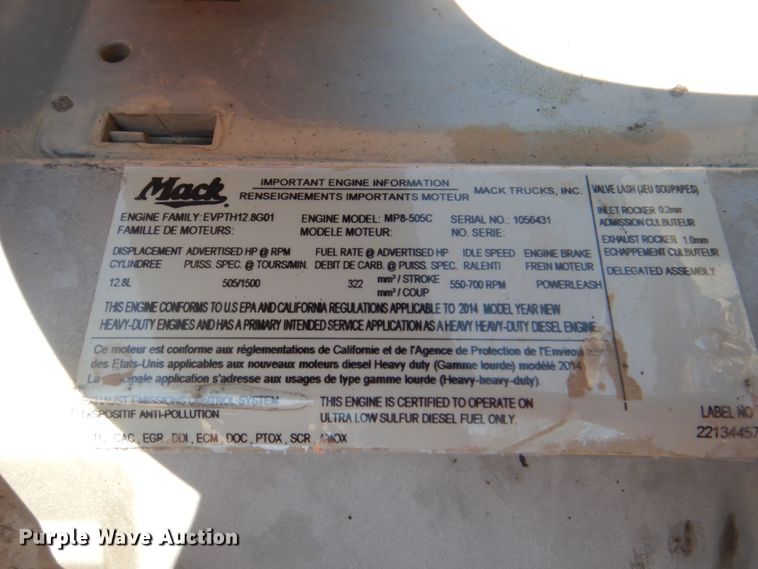 Mack
IMPORTANT ENGINE INFORMATION
RENSEIGNEMENTS IMPORTANTS MOTEUR
MACK TRUCKS, INC.
ENGINE FAMILY: EVPTH12.8G01
FAMILLE DE MOTEURS:
ENGINE MODEL: MP8-505C
MODELE MOTEUR:
SERIAL NO.: 1056431
NO. SERIE:
DISPLACEMENT ADVERTISED HP @ RPM FUEL RATE @ ADVERTISED HP IDLE SPEED ENGINE BRAKE
CYLINDREE PUISS. SPEC. @ TOURS/MIN. DEBIT DE CARB. @ PUISS. SPEC. RALENTI FREIN MOTEUR
12.8L 505/1500 322 mm³ / STROKE 550-700 RPM POWERLEASH
mm³ / COUP
THIS ENGINE CONFORMS TO U.S EPA AND CALIFORNIA REGULATIONS APPLICABLE TO 2014 MODEL YEAR NEW
HEAVY-DUTY ENGINES AND HAS A PRIMARY INTENDED SERVICE APPLICATION AS A HEAVY HEAVY-DUTY DIESEL ENGINE
Ce moteur est conforme aux réglementations de Californie et de l'Agence de Protection de l'Environ
des Etats-Unis applicables aux nouveaux moteurs diesel Heavy duty (Gamme lourde) modèlé 2014
La principale application s'adresse aux usages de type gamme lourde (Heavy-heavy-duty).
EXHAUST EMISSIONS CONTROL SYSTEM
DISPOSITIF ANTI-POLLUTION
TC, CAC, EGR, DDI, ECM, DOC, PTOX, SCR, AMOX
THIS ENGINE IS CERTIFIED TO OPERATE ON
ULTRA LOW SULFUR DIESEL FUEL ONLY.
VALVE LASH (JEU SOUPAPES)
INLET ROCKER 0.2mm
ADMISSION CULBUTEUR
EXHAUST ROCKER 1.0mm
ECHAPPEMENT CULBUTEUR
DELEGATED ASSEMBLY
LABEL NO
22134457
Purple Wave Auction